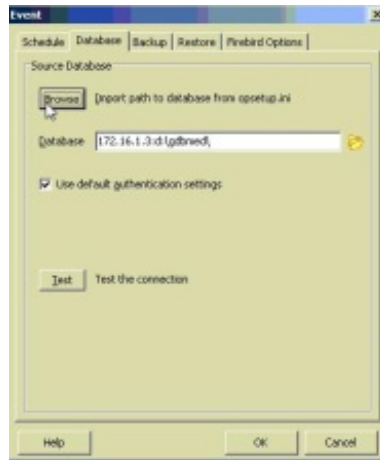 Event
Schedule Database Backup Restore Firebird Options
Source Database
Browse Import path to database from opsetup.ini
Database 172.16.1.3:d:\gdbmed\
Use default authentication settings
Test Test the connection
Help OK Cancel